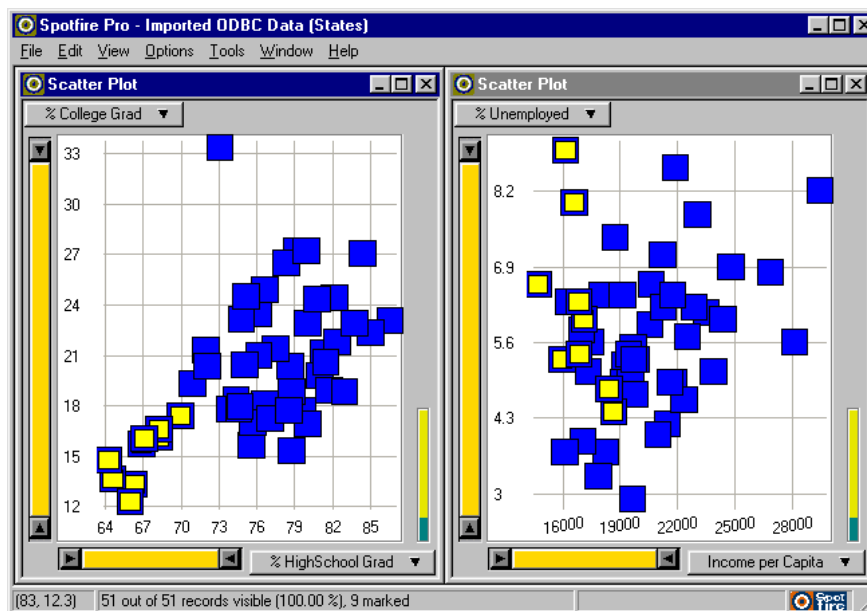 Spotfire Pro - Imported ODBC Data (States)
File Edit View Options Tools Window Help
Scatter Plot
% College Grad
33
30
27
24
21
18
15
12
64 67 70 73 76 79 82 85
% HighSchool Grad
Scatter Plot
% Unemployed
8.2
6.9
5.6
4.3
3
16000 19000 22000 25000 28000
Income per Capita
(83, 12.3) 51 out of 51 records visible (100.00 %), 9 marked
Spot
fire